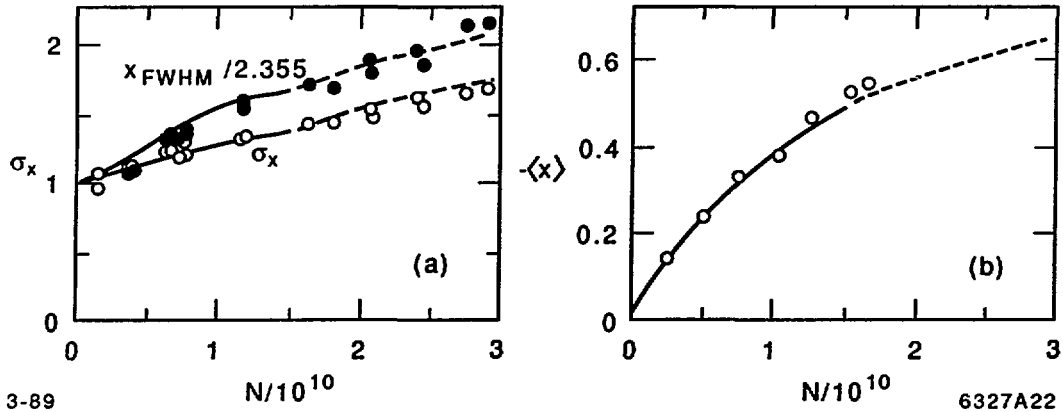 2
1
0
σx
xFWHM /2.355
σx
(a)
0 1 2 3
N/10^10
0.6
0.4
0.2
0
-⟨x⟩
(b)
0 1 2 3
N/10^10
3-89
6327A22